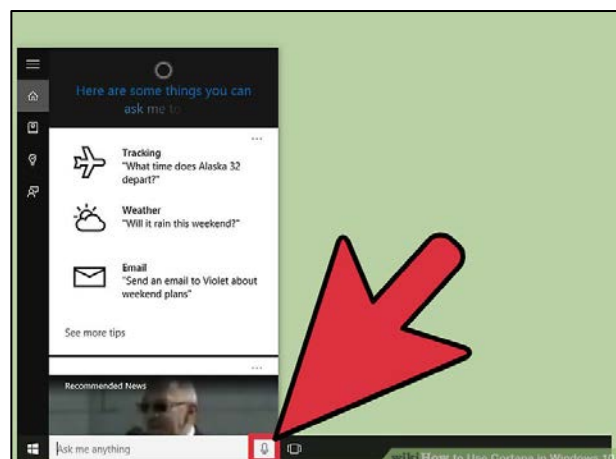 Here are some things you can
ask me to
Tracking
"What time does Alaska 32
depart?"
Weather
"Will it rain this weekend?"
Email
"Send an email to Violet about
weekend plans"
See more tips
Recommended News
Ask me anything
wikiHow to Use Cortana in Windows 10